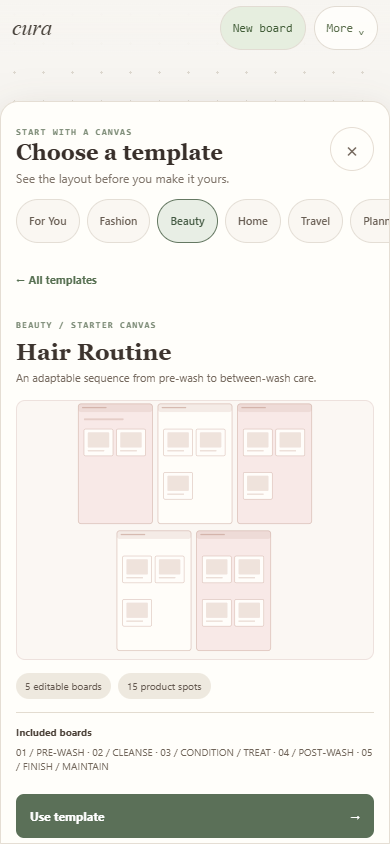 cura
New board
More
START WITH A CANVAS
Choose a template
×
See the layout before you make it yours.
For You
Fashion
Beauty
Home
Travel
Plann
← All templates
BEAUTY / STARTER CANVAS
Hair Routine
An adaptable sequence from pre-wash to between-wash care.
5 editable boards
15 product spots
Included boards
01 / PRE-WASH · 02 / CLEANSE · 03 / CONDITION / TREAT · 04 / POST-WASH · 05
/ FINISH / MAINTAIN
Use template →